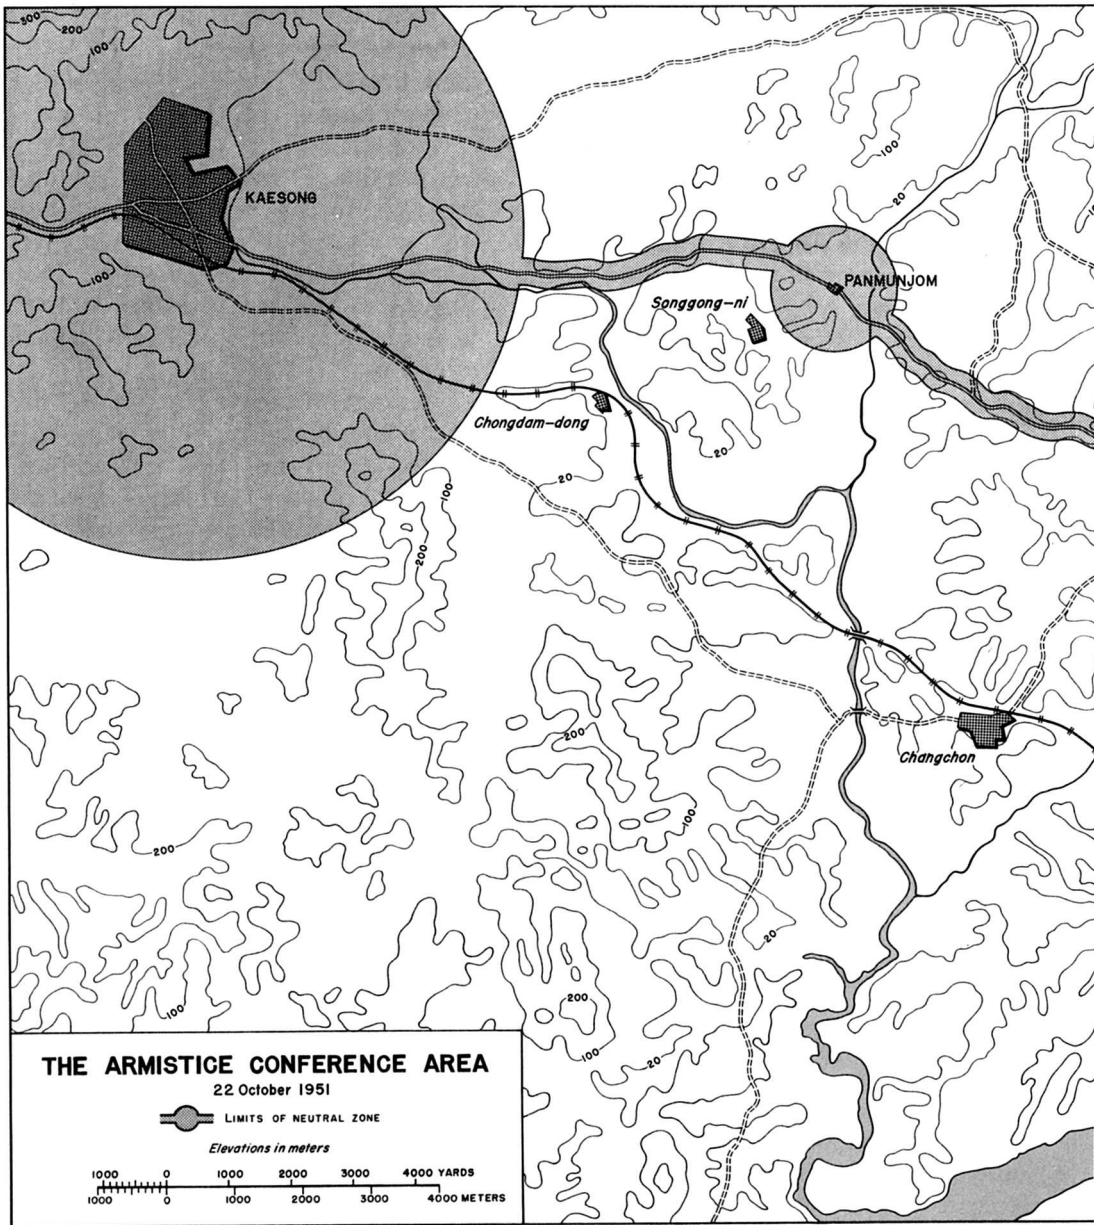 300
200
100
KAESONG
100
100
20
100
PANMUNJOM
Songgong-ni
Chongdam-dong
20
20
100
200
200
Changchon
100
200
20
100
200
100
20
THE ARMISTICE CONFERENCE AREA
22 October 1951
LIMITS OF NEUTRAL ZONE
Elevations in meters
1000 0 1000 2000 3000 4000 YARDS
1000 0 1000 2000 3000 4000 METERS